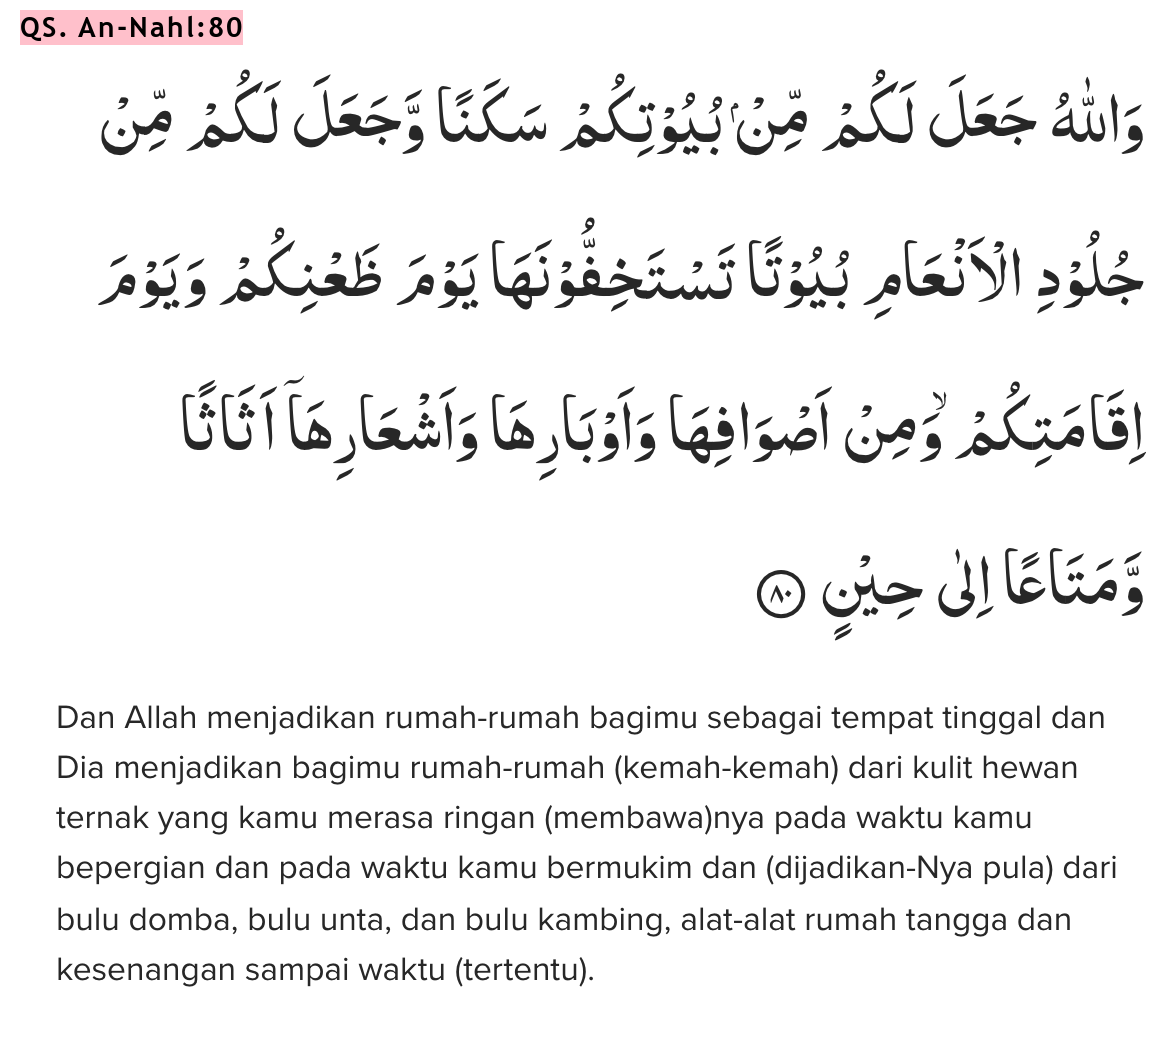 QS. An-Nahl:80
وَاللّٰهُ جَعَلَ لَكُمْ مِّنْۢ بُيُوْتِكُمْ سَكَنًا وَّجَعَلَ لَكُمْ مِّنْ
جُلُوْدِ الْاَنْعَامِ بُيُوْتًا تَسْتَخِفُّوْنَهَا يَوْمَ ظَعْنِكُمْ وَيَوْمَ
اِقَامَتِكُمْ ۙ وَمِنْ اَصْوَافِهَا وَاَوْبَارِهَا وَاَشْعَارِهَآ اَثَاثًا
وَّمَتَاعًا اِلٰى حِيْنٍ ٨٠
Dan Allah menjadikan rumah-rumah bagimu sebagai tempat tinggal dan
Dia menjadikan bagimu rumah-rumah (kemah-kemah) dari kulit hewan
ternak yang kamu merasa ringan (membawa)nya pada waktu kamu
bepergian dan pada waktu kamu bermukim dan (dijadikan-Nya pula) dari
bulu domba, bulu unta, dan bulu kambing, alat-alat rumah tangga dan
kesenangan sampai waktu (tertentu).